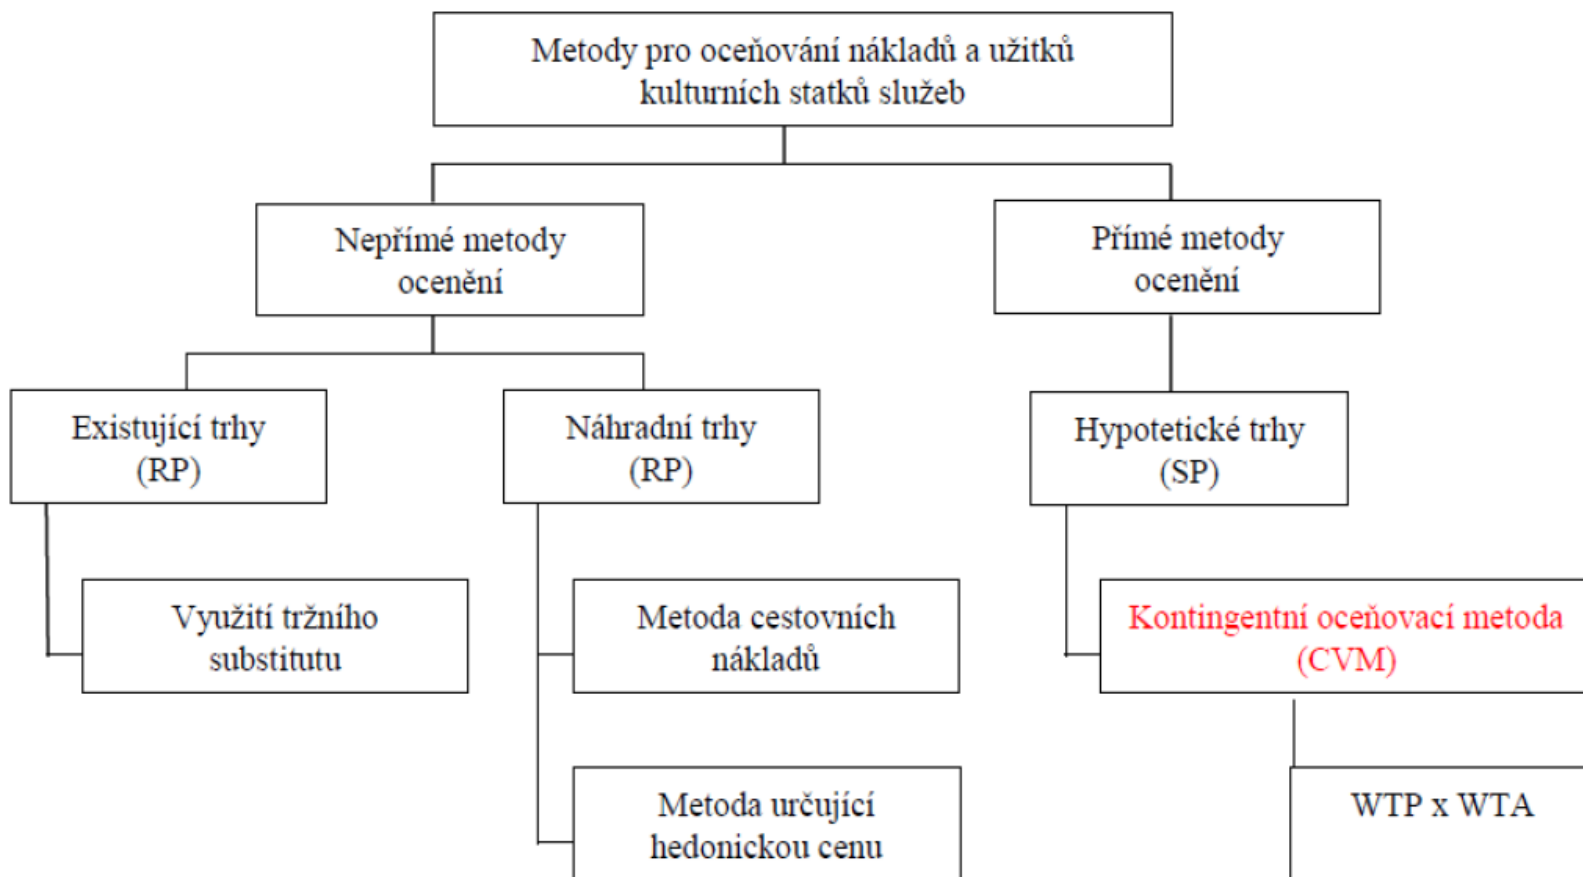 Metody pro oceňování nákladů a užitků
kulturních statků služeb
Nepřímé metody
ocenění
Přímé metody
ocenění
Existující trhy
(RP)
Náhradní trhy
(RP)
Hypotetické trhy
(SP)
Využití tržního
substitutu
Metoda cestovních
nákladů
Kontingentní oceňovací metoda
(CVM)
Metoda určující
hedonickou cenu
WTP x WTA